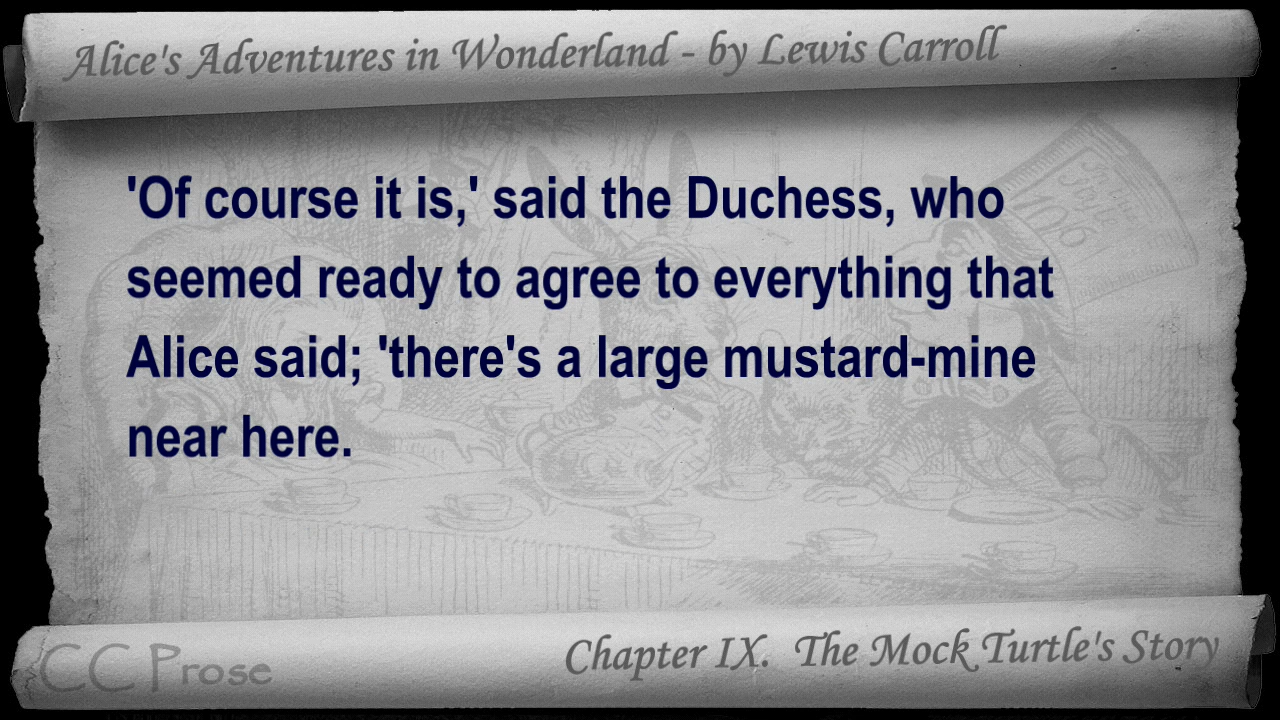 Alice's Adventures in Wonderland - by Lewis Carroll
'Of course it is,' said the Duchess, who
seemed ready to agree to everything that
Alice said; 'there's a large mustard-mine
near here.
CC Prose
Chapter IX. The Mock Turtle's Story